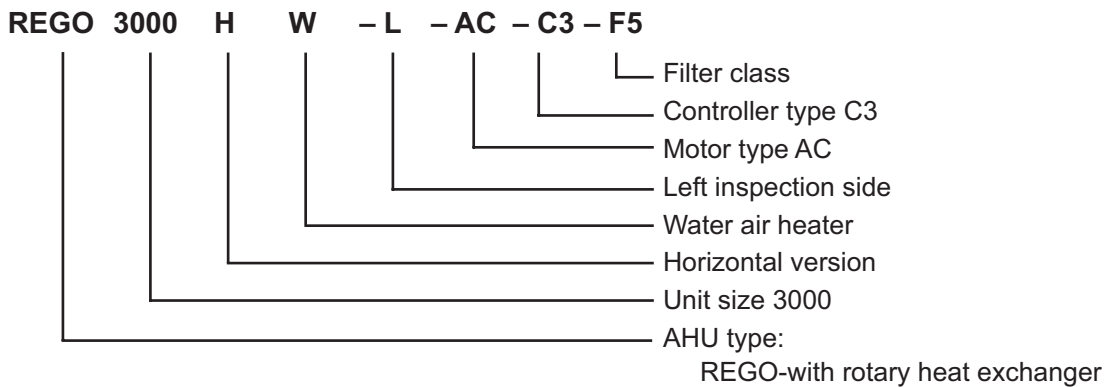 REGO 3000 H W – L – AC – C3 – F5
Filter class
Controller type C3
Motor type AC
Left inspection side
Water air heater
Horizontal version
Unit size 3000
AHU type:
REGO-with rotary heat exchanger